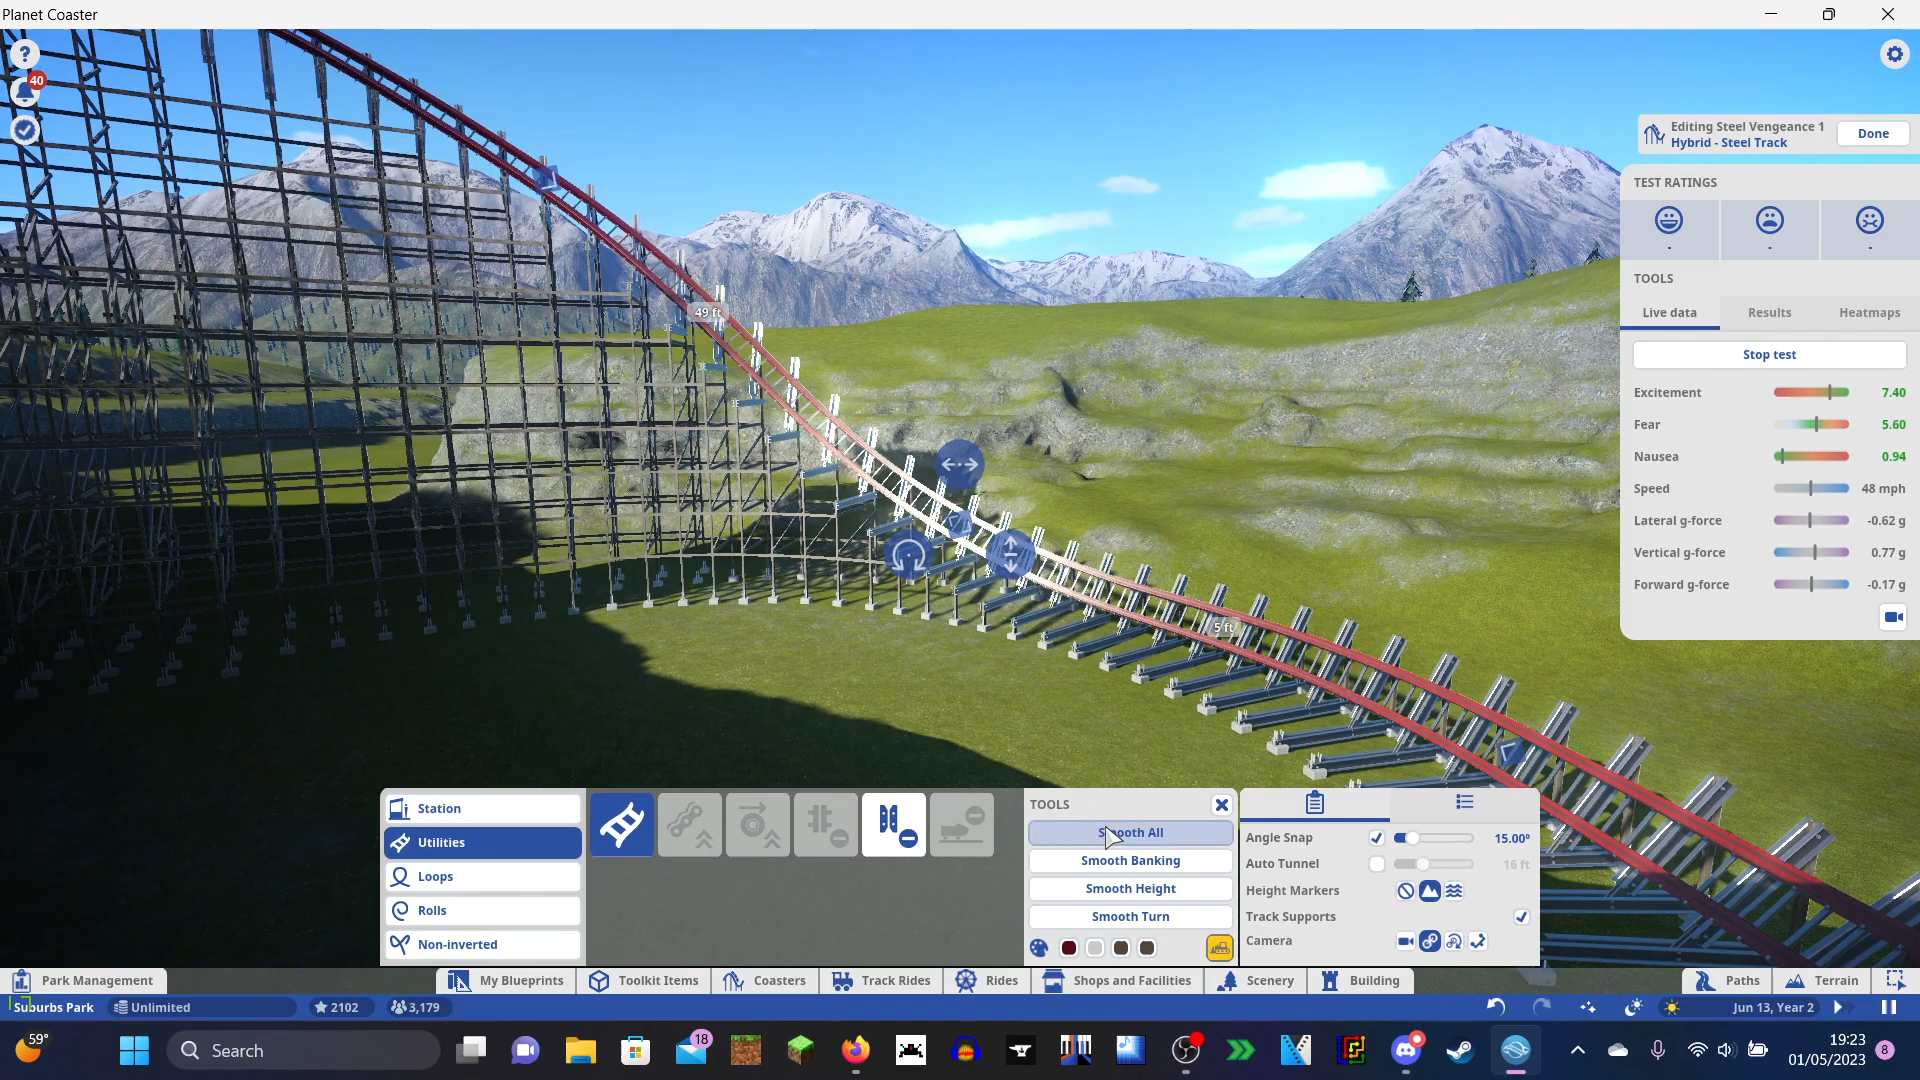 Planet Coaster
?
40
Editing Steel Vengeance 1
Hybrid - Steel Track
Done
TEST RATINGS
- - -
TOOLS
Live data Results Heatmaps
Stop test
Excitement 7.40
Fear 5.60
Nausea 0.94
Speed 48 mph
Lateral g-force -0.62 g
Vertical g-force 0.77 g
Forward g-force -0.17 g
49 ft
5 ft
Station
Utilities
Loops
Rolls
Non-inverted
TOOLS
Smooth All
Smooth Banking
Smooth Height
Smooth Turn
Angle Snap 15.00°
Auto Tunnel 16 ft
Height Markers
Track Supports
Camera
Park Management My Blueprints Toolkit Items Coasters Track Rides Rides Shops and Facilities Scenery Building Paths Terrain
Suburbs Park Unlimited 2102 3,179 Jun 13, Year 2
59° Search 18 19:23
01/05/2023 8